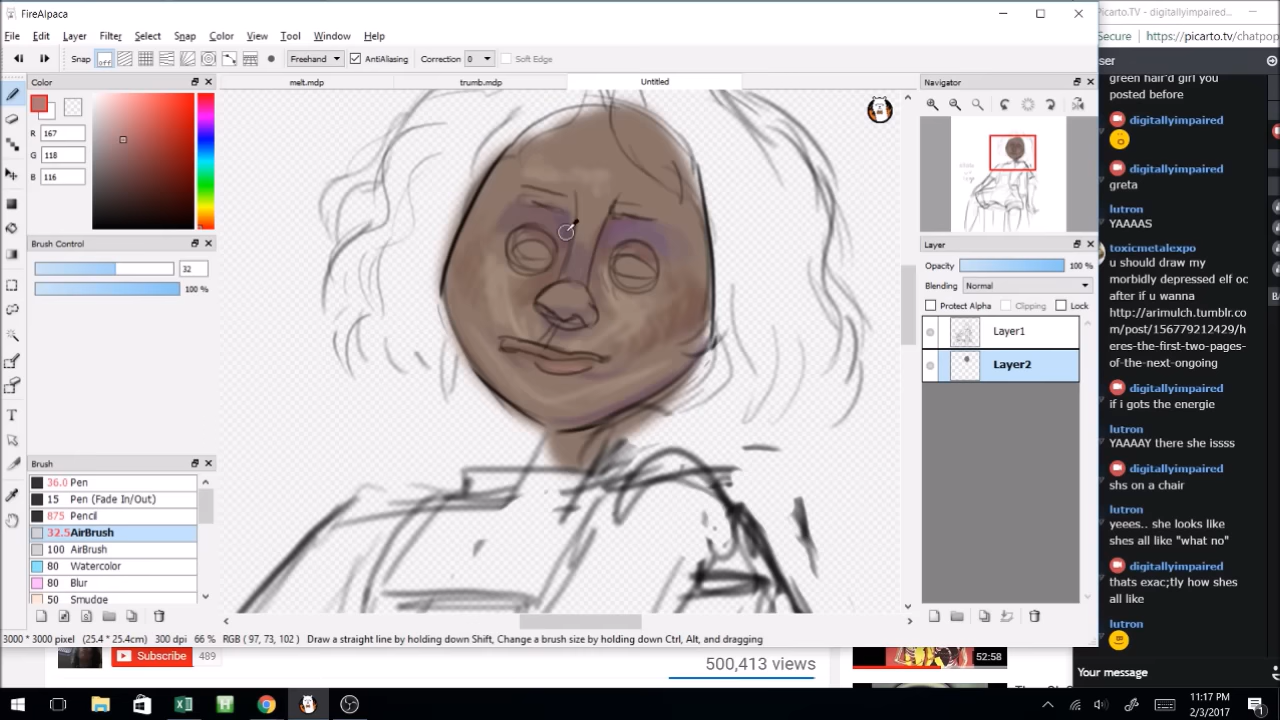 FireAlpaca
File Edit Layer Filter Select Snap Color View Tool Window Help
Snap off Freehand AntiAliasing Correction 0 Soft Edge
Color
melt.mdp trumb.mdp Untitled
Navigator
R 167
G 118
B 116
Brush Control
32
100 %
Brush
36.0 Pen
15 Pen (Fade In/Out)
875 Pencil
32.5 AirBrush
100 AirBrush
80 Watercolor
80 Blur
50 Smudge
Layer
Opacity 100 %
Blending Normal
Protect Alpha Clipping Lock
Layer1
Layer2
3000 * 3000 pixel (25.4 * 25.4cm) 300 dpi 66 % RGB ( 97, 73, 102 ) Draw a straight line by holding down Shift, Change a brush size by holding down Ctrl, Alt, and dragging
Subscribe 489
500,413 views
52:58
Picarto.TV - digitallyimpaired...
Secure https://picarto.tv/chatpop
ser
green hair'd girl you
posted before
digitallyimpaired
digitallyimpaired
greta
lutron
YAAAAS
toxicmetalexpo
u should draw my
morbidly depressed elf oc
after if u wanna
http://arimulch.tumblr.co
m/post/156779212429/h
eres-the-first-two-pages-
of-the-next-ongoing
digitallyimpaired
if i gots the energie
lutron
YAAAAY there she issss
digitallyimpaired
shs on a chair
lutron
yeees.. she looks like
shes all like "what no"
digitallyimpaired
thats exac;tly how shes
all like
lutron
Your message
11:17 PM
2/3/2017